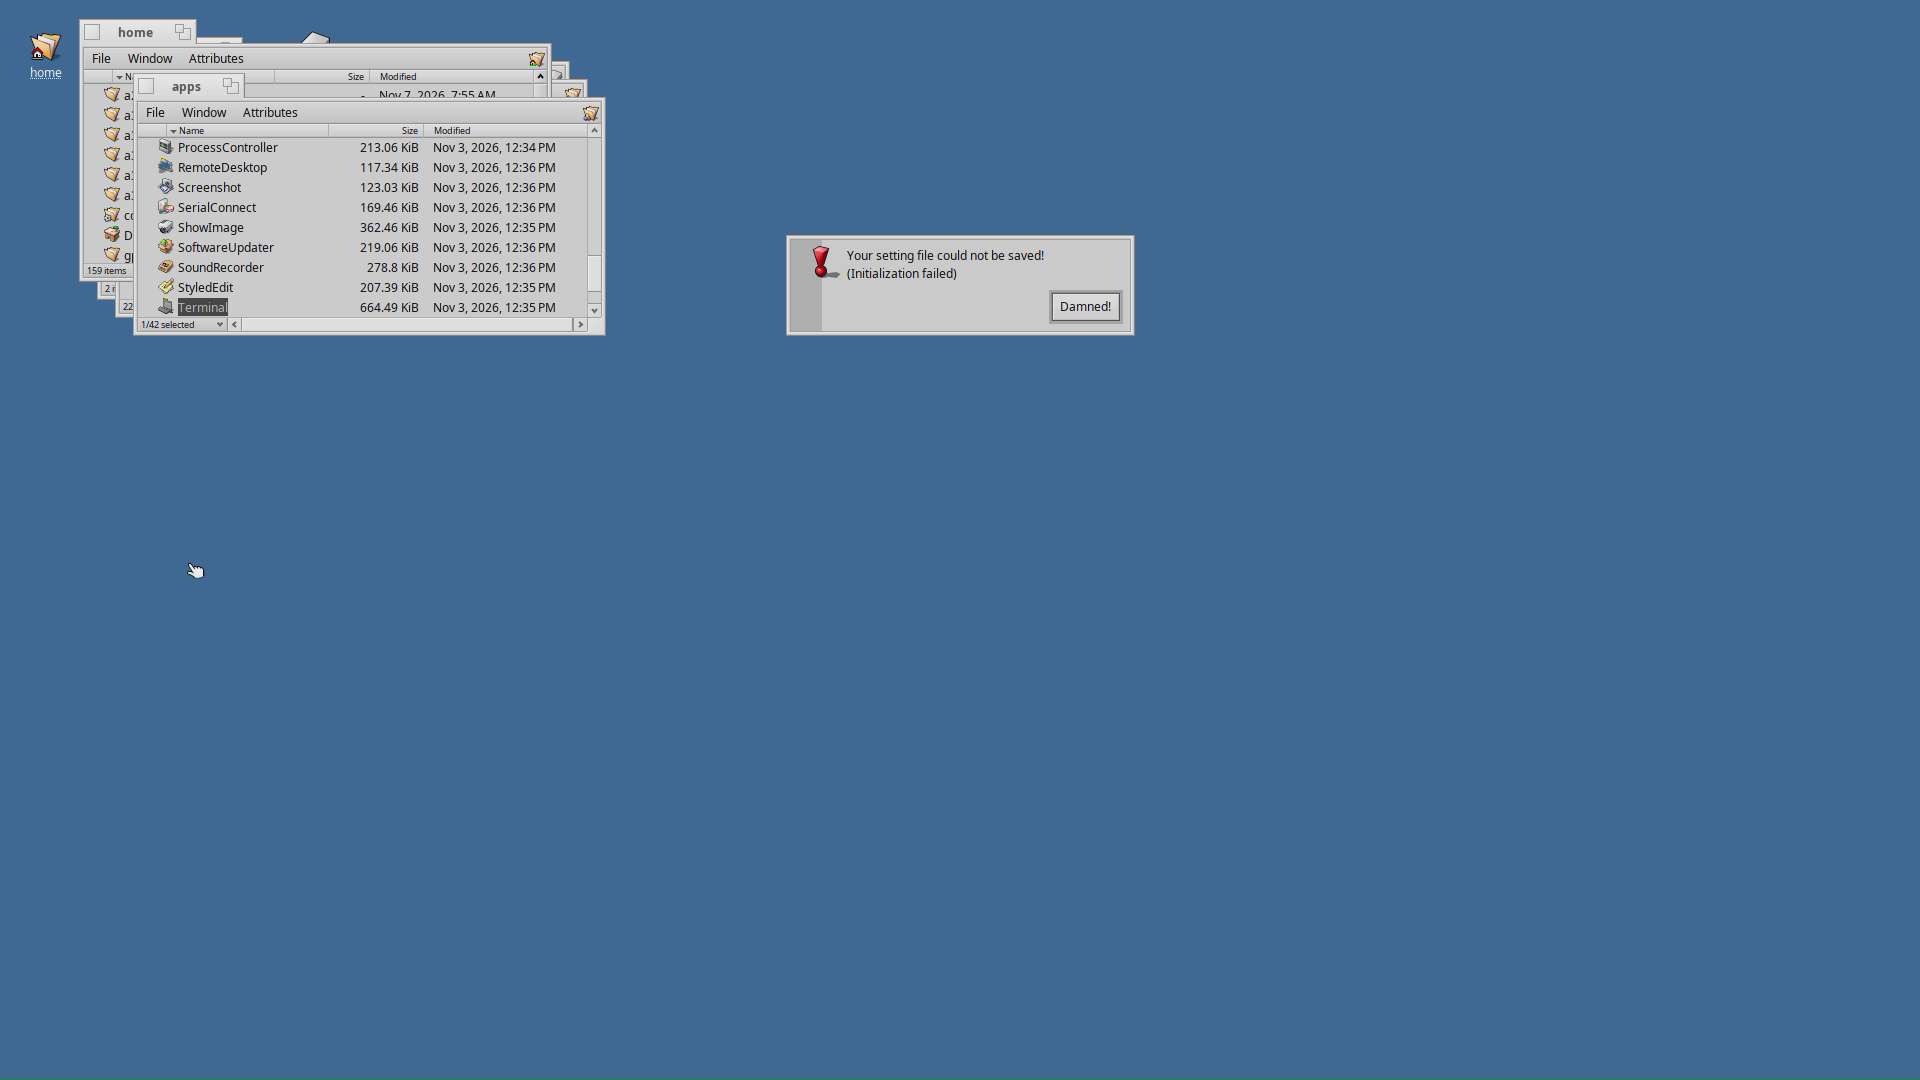 home
home
File Window Attributes
Size Modified
- Nov 7, 2026, 7:55 AM
159 items
22
apps
File Window Attributes
Name Size Modified
ProcessController 213.06 KiB Nov 3, 2026, 12:34 PM
RemoteDesktop 117.34 KiB Nov 3, 2026, 12:36 PM
Screenshot 123.03 KiB Nov 3, 2026, 12:36 PM
SerialConnect 169.46 KiB Nov 3, 2026, 12:36 PM
ShowImage 362.46 KiB Nov 3, 2026, 12:35 PM
SoftwareUpdater 219.06 KiB Nov 3, 2026, 12:36 PM
SoundRecorder 278.8 KiB Nov 3, 2026, 12:36 PM
StyledEdit 207.39 KiB Nov 3, 2026, 12:35 PM
Terminal 664.49 KiB Nov 3, 2026, 12:35 PM
1/42 selected
Your setting file could not be saved!
(Initialization failed)
Damned!